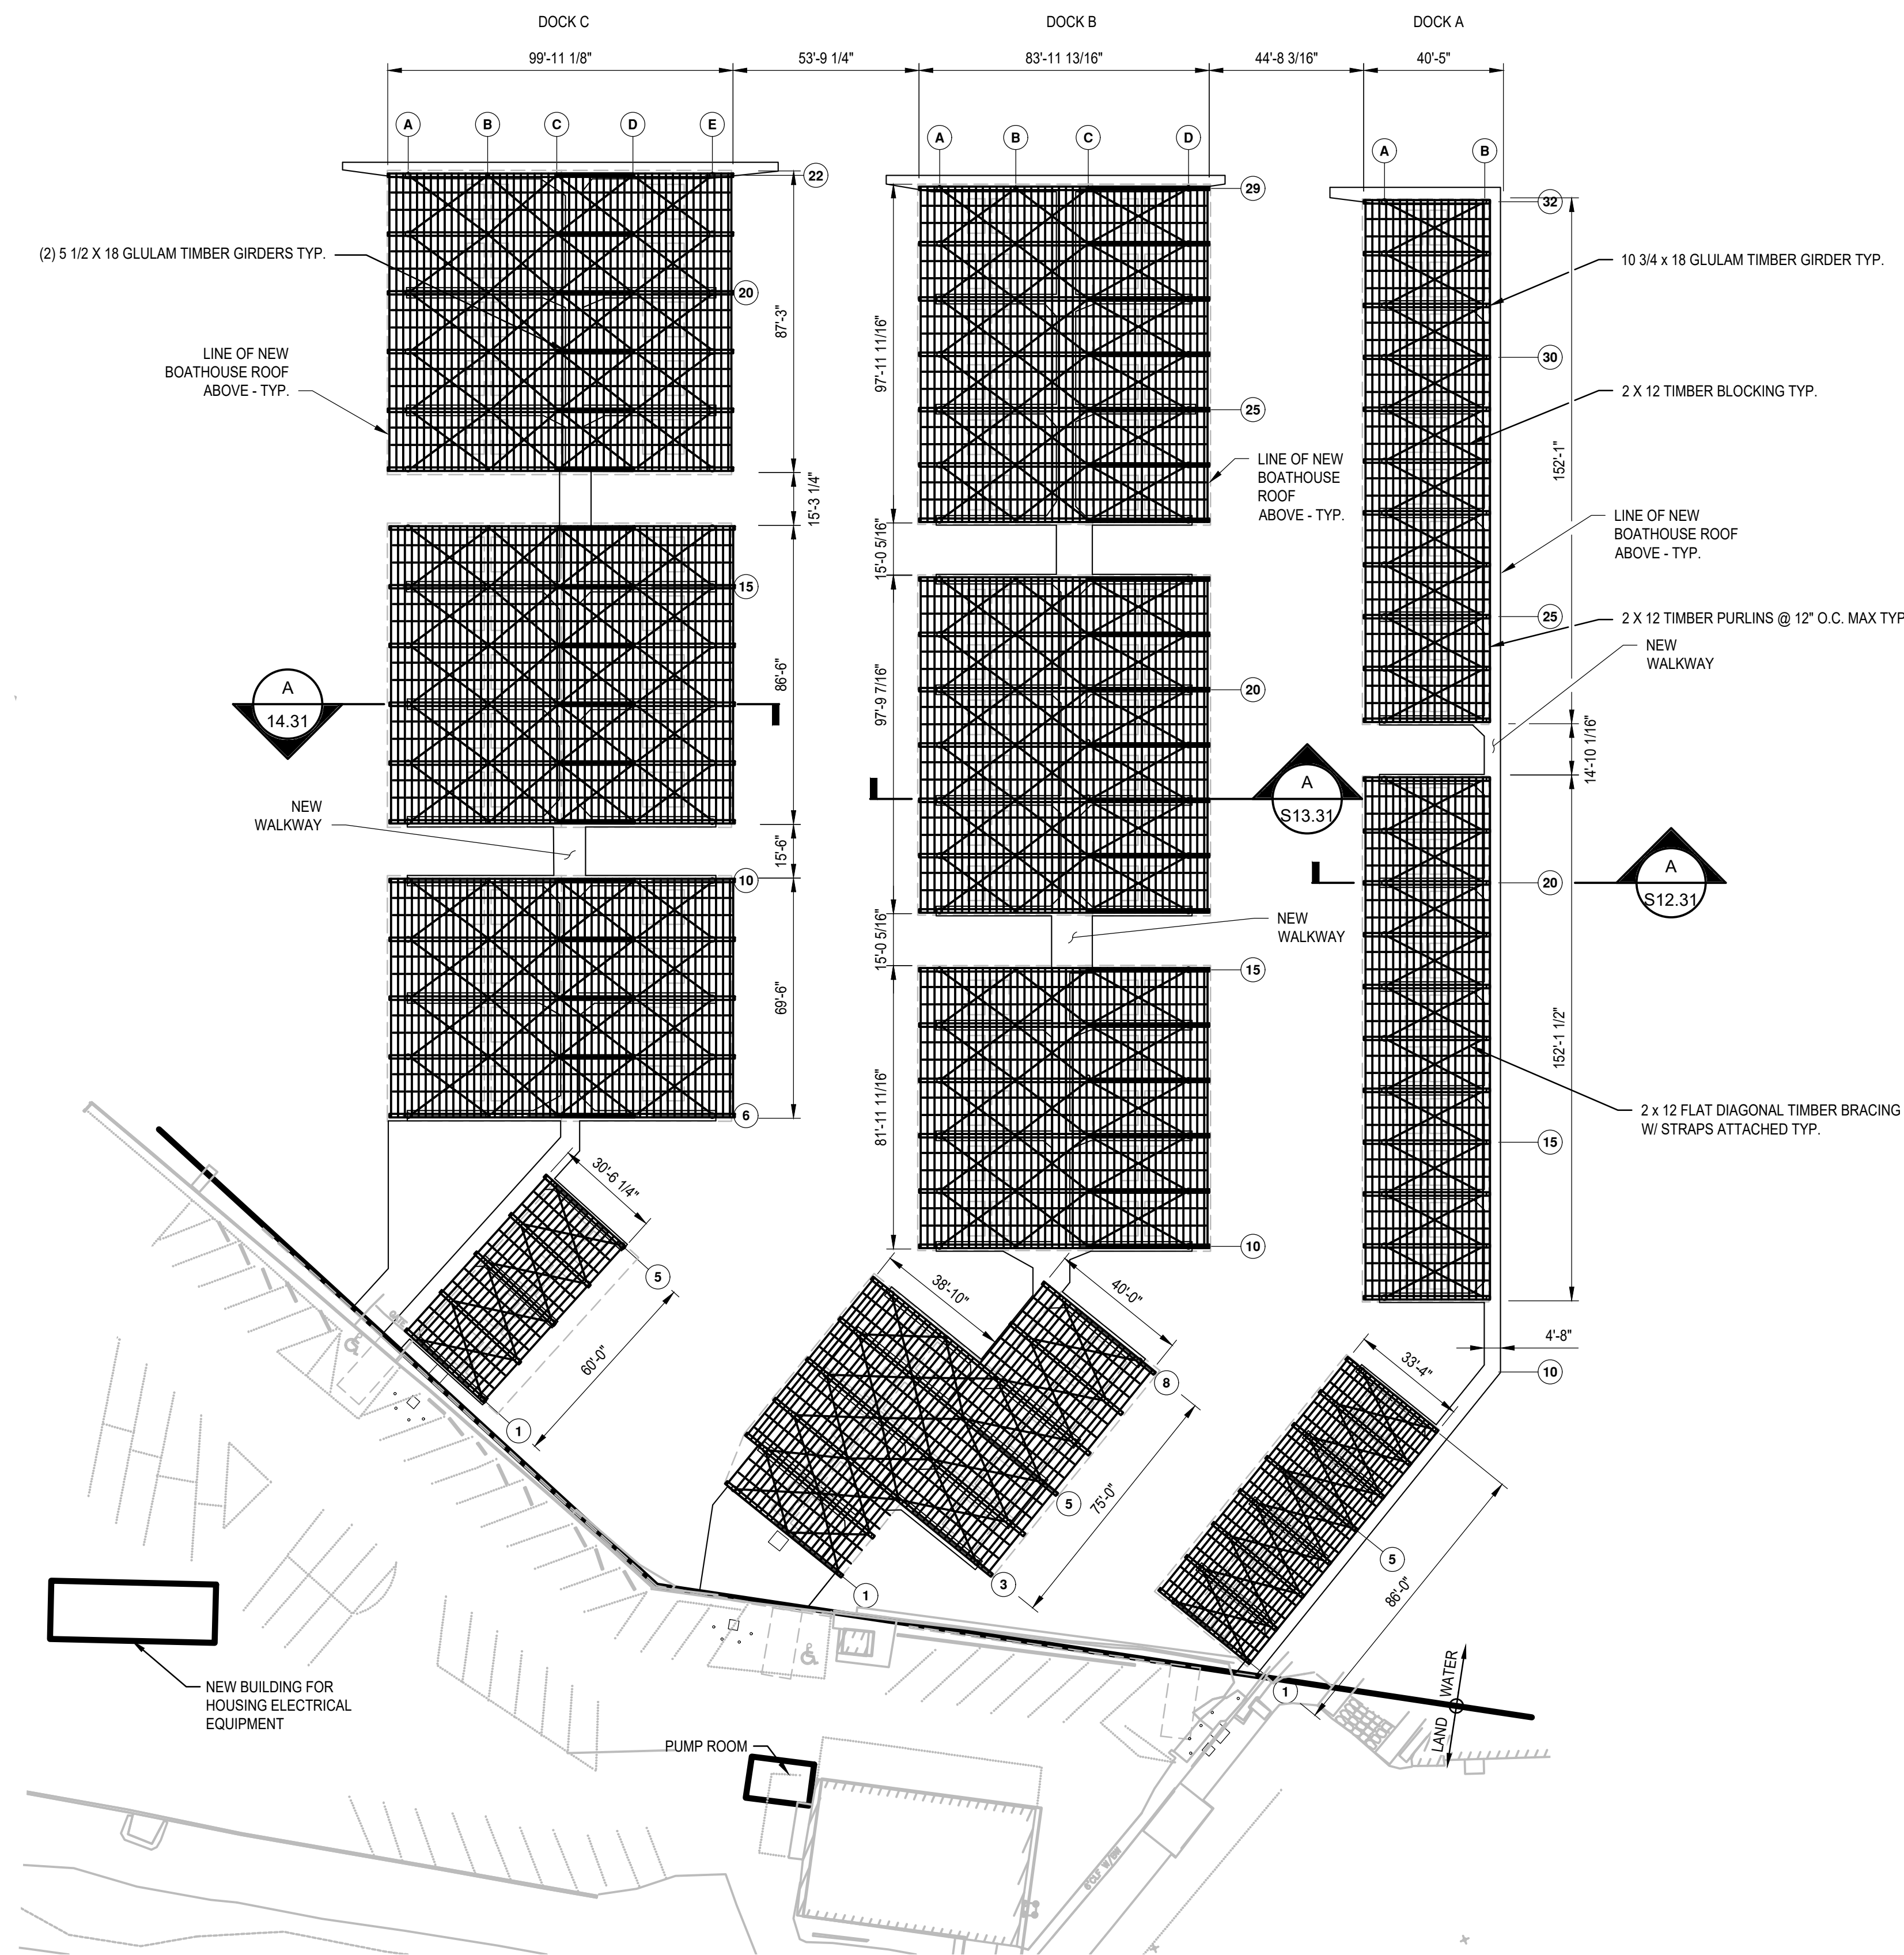 DOCK C
DOCK B
DOCK A
99'-11 1/8"
53'-9 1/4"
83'-11 13/16"
44'-8 3/16"
40'-5"
A
B
C
D
E
A
B
C
D
A
B
22
29
32
(2) 5 1/2 X 18 GLULAM TIMBER GIRDERS TYP.
10 3/4 x 18 GLULAM TIMBER GIRDER TYP.
20
87'-3"
97'-11 11/16"
30
LINE OF NEW
BOATHOUSE ROOF
ABOVE - TYP.
2 X 12 TIMBER BLOCKING TYP.
25
LINE OF NEW
BOATHOUSE
ROOF
ABOVE - TYP.
152'-1"
15'-3 1/4"
LINE OF NEW
BOATHOUSE ROOF
ABOVE - TYP.
15'-0 5/16"
15
25
2 X 12 TIMBER PURLINS @ 12" O.C. MAX TYP
NEW
WALKWAY
86'-6"
97'-9 7/16"
20
A
14.31
14'-10 1/16"
A
S13.31
NEW
WALKWAY
15'-6"
10
20
A
S12.31
NEW
WALKWAY
15'-0 5/16"
15
69'-6"
81'-11 11/16"
152'-1 1/2"
6
2 x 12 FLAT DIAGONAL TIMBER BRACING
W/ STRAPS ATTACHED TYP.
15
30'-6 1/4"
10
5
38'-10"
40'-0"
60'-0"
4'-8"
GATE
33'-4"
8
10
1
75'-0"
5
5
3
1
86'-0"
NEW BUILDING FOR
HOUSING ELECTRICAL
EQUIPMENT
1
WATER
LAND
PUMP ROOM
6'CLF W/BW